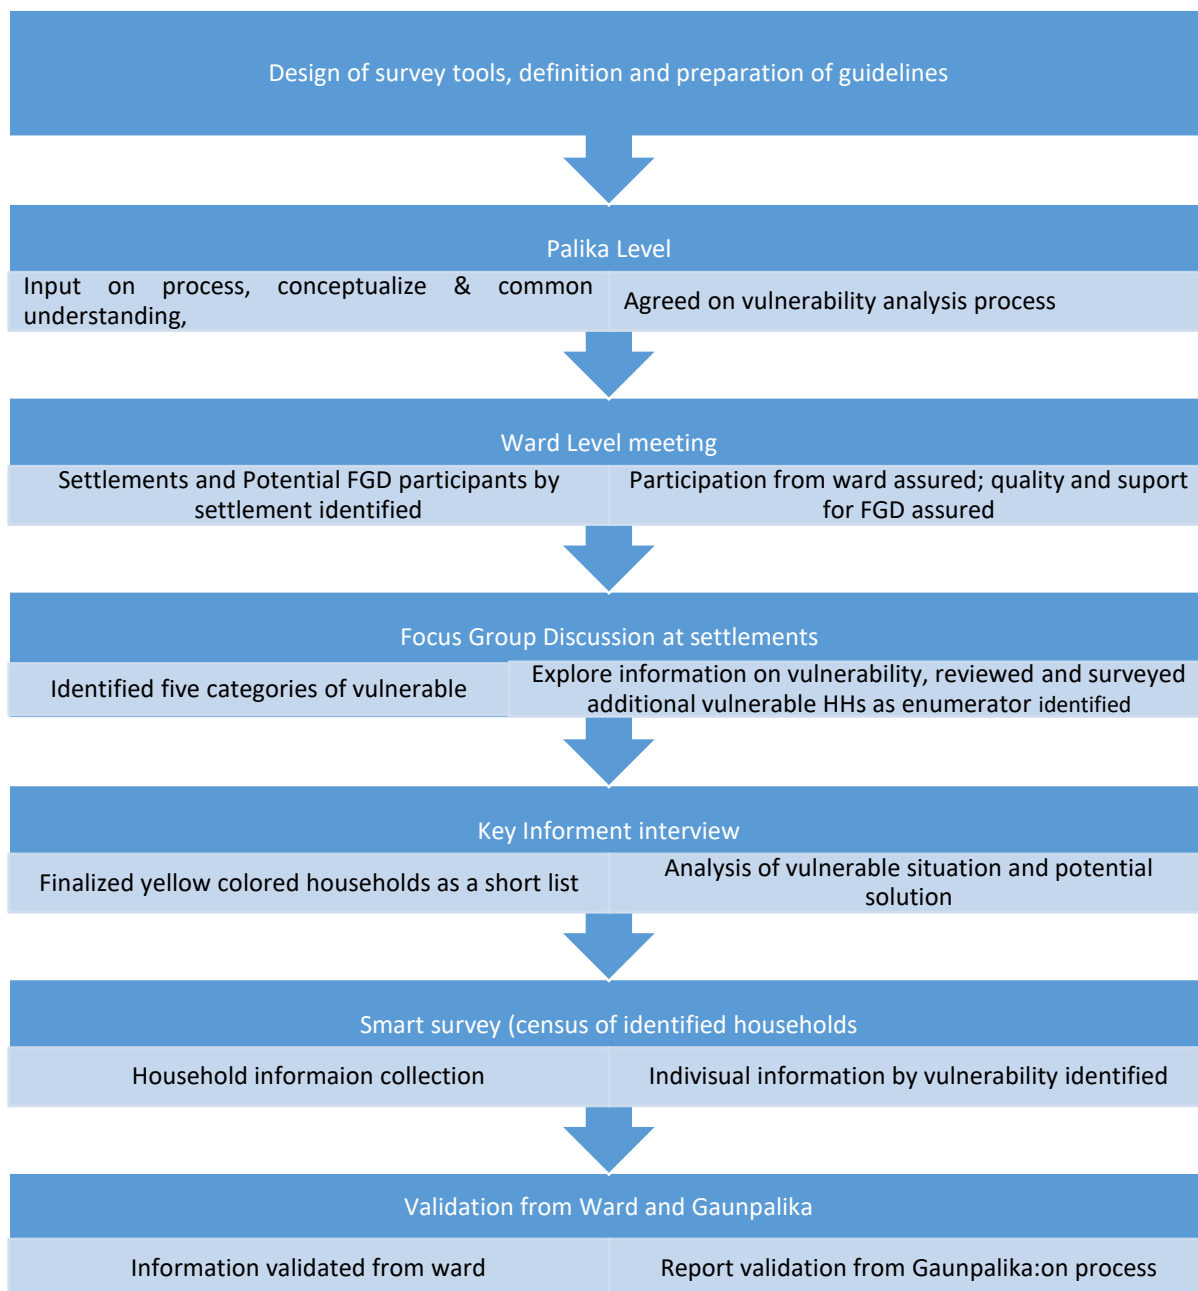 Design of survey tools, definition and preparation of guidelines
Palika Level
Input on process, conceptualize & common
understanding,
Agreed on vulnerability analysis process
Ward Level meeting
Settlements and Potential FGD participants by
settlement identified
Participation from ward assured; quality and suport
for FGD assured
Focus Group Discussion at settlements
Identified five categories of vulnerable
Explore information on vulnerability, reviewed and surveyed
additional vulnerable HHs as enumerator identified
Key Informent interview
Finalized yellow colored households as a short list
Analysis of vulnerable situation and potential
solution
Smart survey (census of identified households
Household informaion collection
Indivisual information by vulnerability identified
Validation from Ward and Gaunpalika
Information validated from ward
Report validation from Gaunpalika:on process